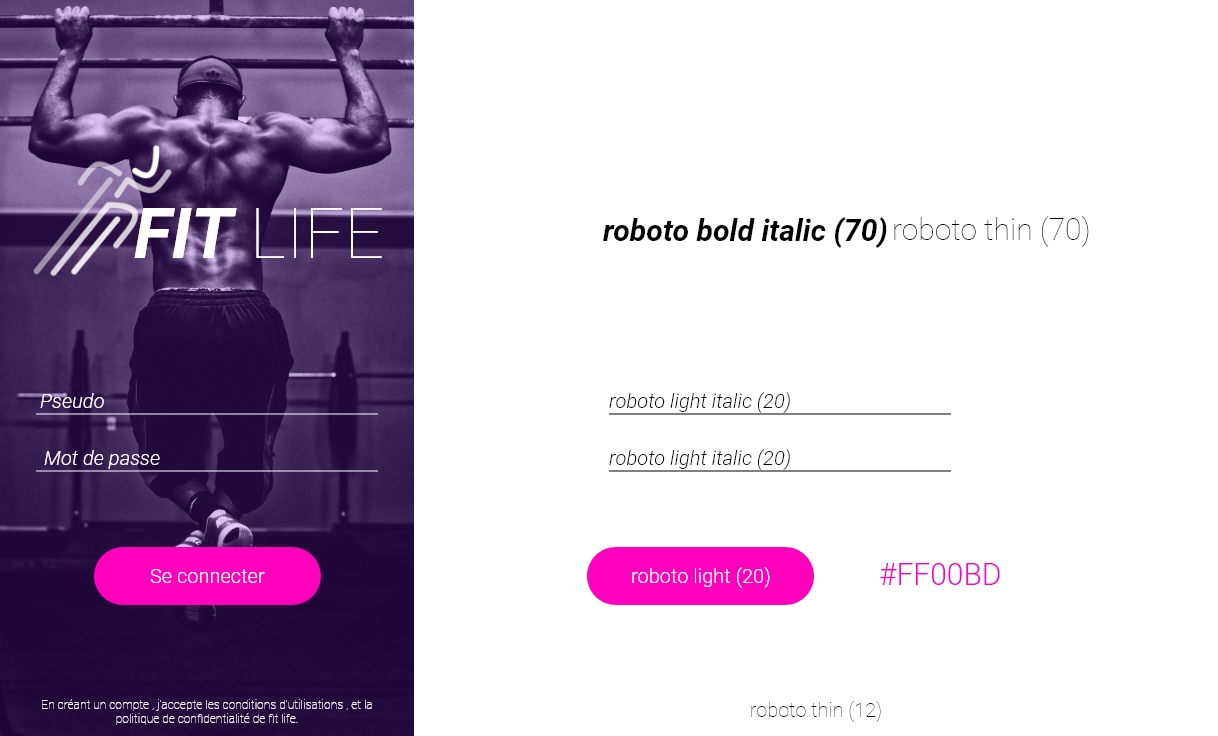 FIT LIFE
roboto bold italic (70) roboto thin (70)
Pseudo
roboto light italic (20)
Mot de passe
roboto light italic (20)
Se connecter
roboto light (20)
#FF00BD
En créant un compte , j'accepte les conditions d'utilisations , et la
politique de confidentialité de fit life.
roboto thin (12)